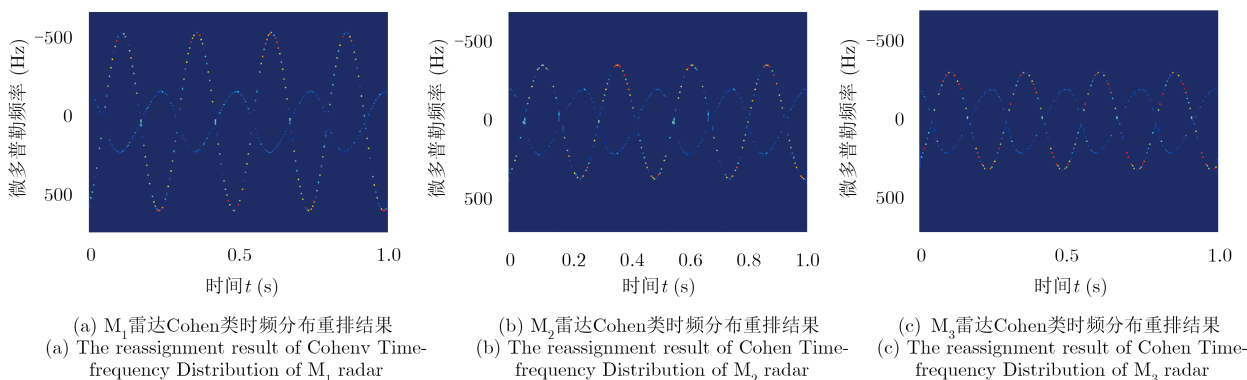 微多普勒频率 (Hz)
−500
0
500
0
0.5
1.0
时间t (s)
(a) M1雷达Cohen类时频分布重排结果
(a) The reassignment result of Cohenv Time-
frequency Distribution of M1 radar
微多普勒频率 (Hz)
−500
0
500
0
0.2
0.4
0.6
0.8
1.0
时间t (s)
(b) M2雷达Cohen类时频分布重排结果
(b) The reassignment result of Cohen Time-
frequency Distribution of M2 radar
微多普勒频率 (Hz)
−500
0
500
0
0.5
1.0
时间t (s)
(c) M3雷达Cohen类时频分布重排结果
(c) The reassignment result of Cohen Time-
frequency Distribution of M3 radar